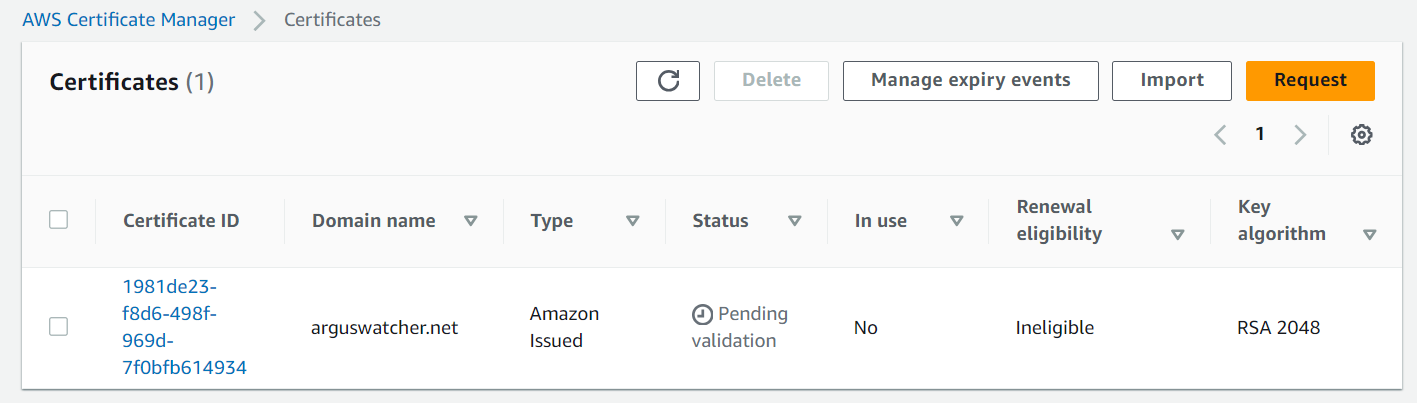 AWS Certificate Manager Certificates
Certificates (1)
Delete
Manage expiry events
Import
Request
1
Certificate ID
Domain name
Type
Status
In use
Renewal
eligibility
Key
algorithm
1981de23-
f8d6-498f-
969d-
7f0bfb614934
arguswatcher.net
Amazon
Issued
Pending
validation
No
Ineligible
RSA 2048